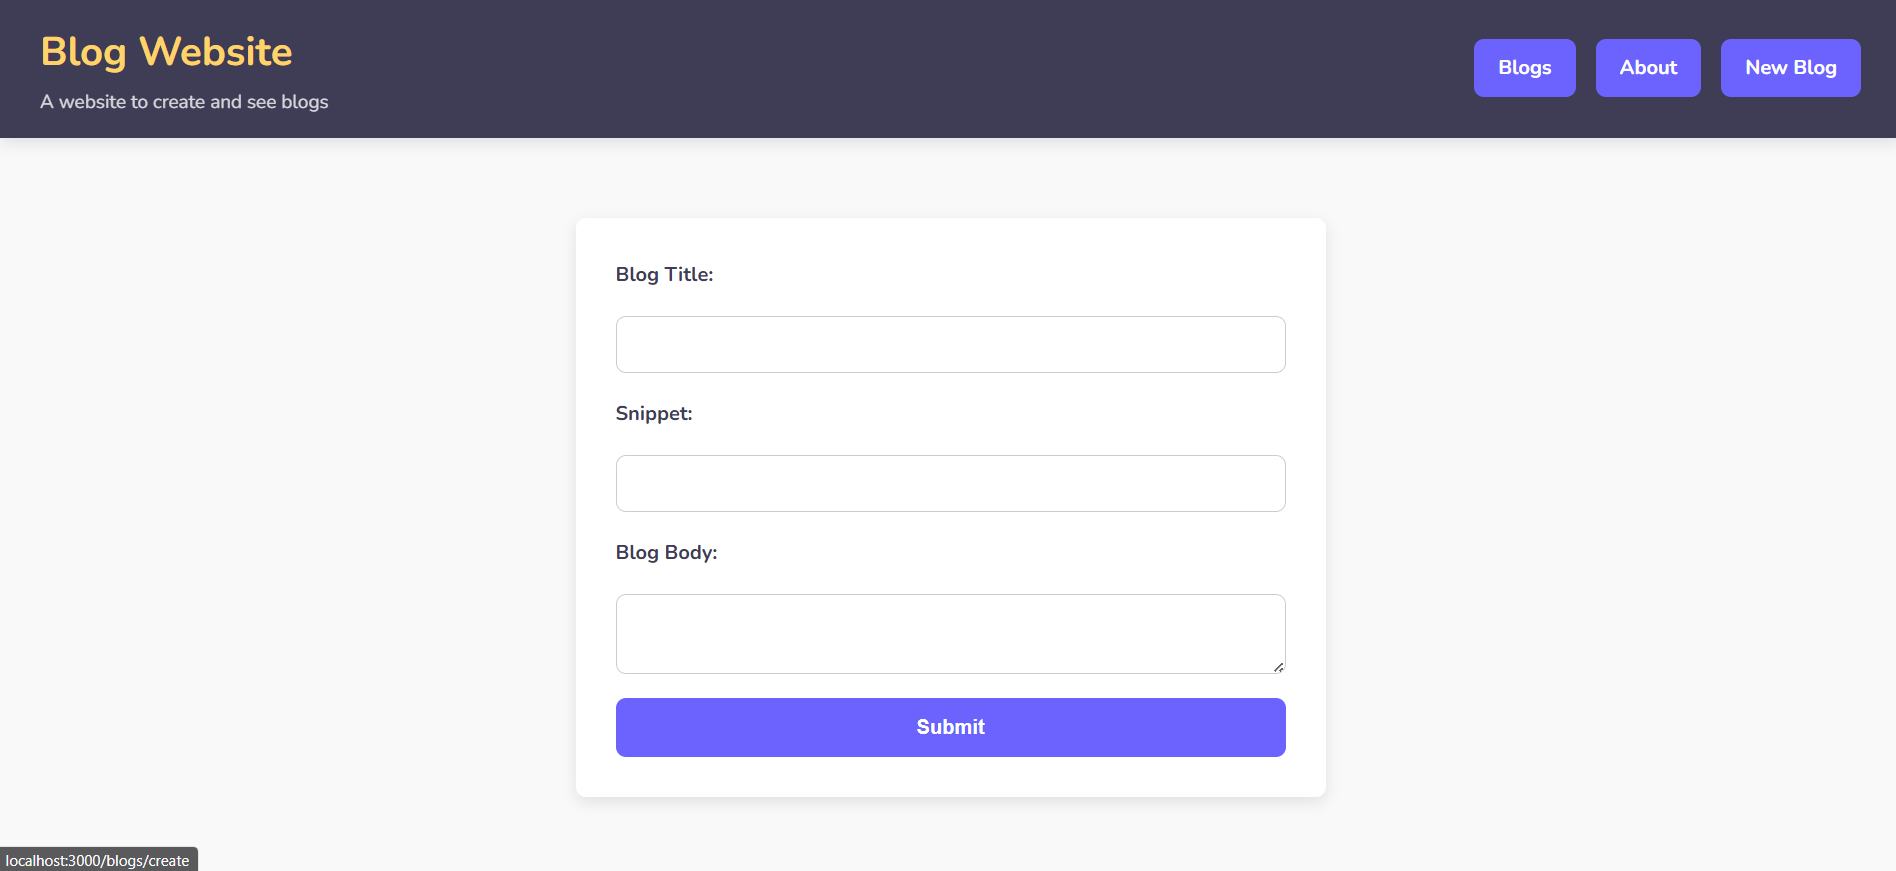 Blog Website
A website to create and see blogs
Blogs
About
New Blog
Blog Title:
Snippet:
Blog Body:
Submit
localhost:3000/blogs/create